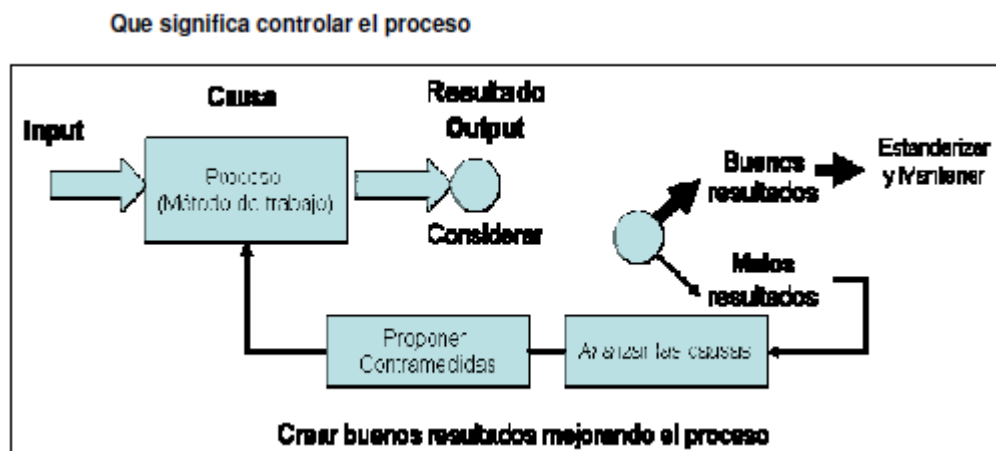 Que significa controlar el proceso
Causa
Resultado
Input
Output
Proceso
(Método de trabajo)
Considerar
Buenos
resultados
Estanderizar
y Mantener
Malos
resultados
Proponer
Contramedidas
Analizar las causas
Crear buenos resultados mejorando el proceso